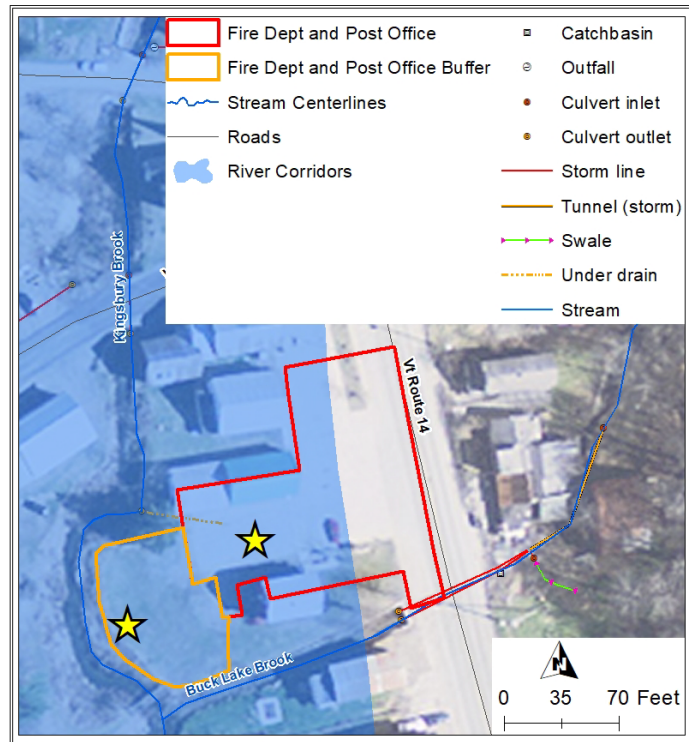 Fire Dept and Post Office
Fire Dept and Post Office Buffer
Stream Centerlines
Roads
River Corridors
Catchbasin
Outfall
Culvert inlet
Culvert outlet
Storm line
Tunnel (storm)
Swale
Under drain
Stream
Kingsbury Brook
Vt Route 14
Buck Lake Brook
N
0 35 70 Feet